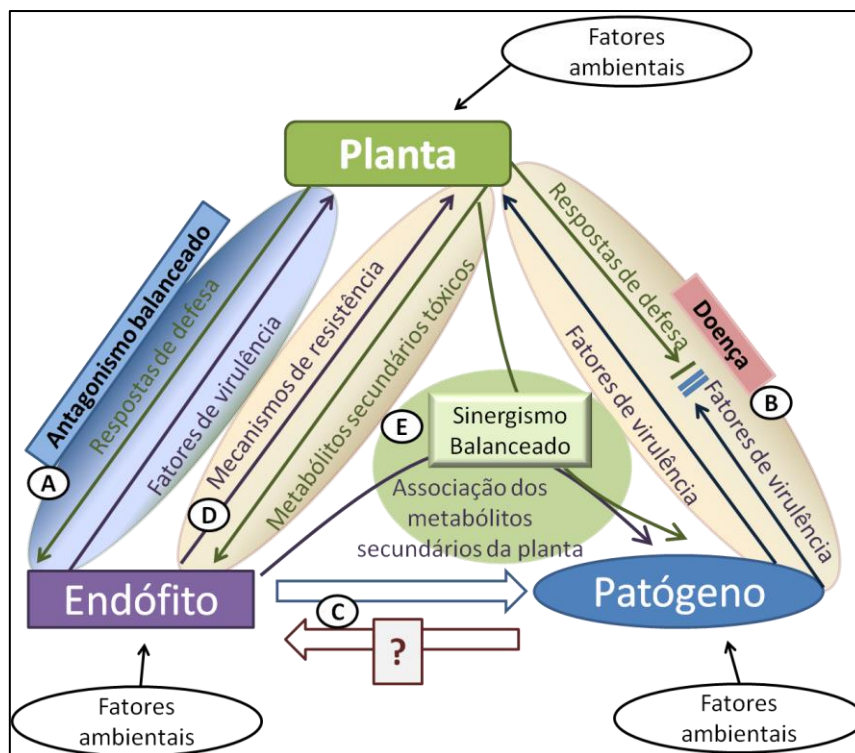 Fatores
ambientais
Planta
Antagonismo balanceado
A
Respostas de defesa
Fatores de virulência
Mecanismos de resistência
D
Metabólitos secundários tóxicos
Respostas de defesa
Doença
B
Fatores de virulência
Fatores de virulência
E
Sinergismo
Balanceado
Associação dos
metabólitos
secundários da planta
Endófito
C
?
Patógeno
Fatores
ambientais
Fatores
ambientais